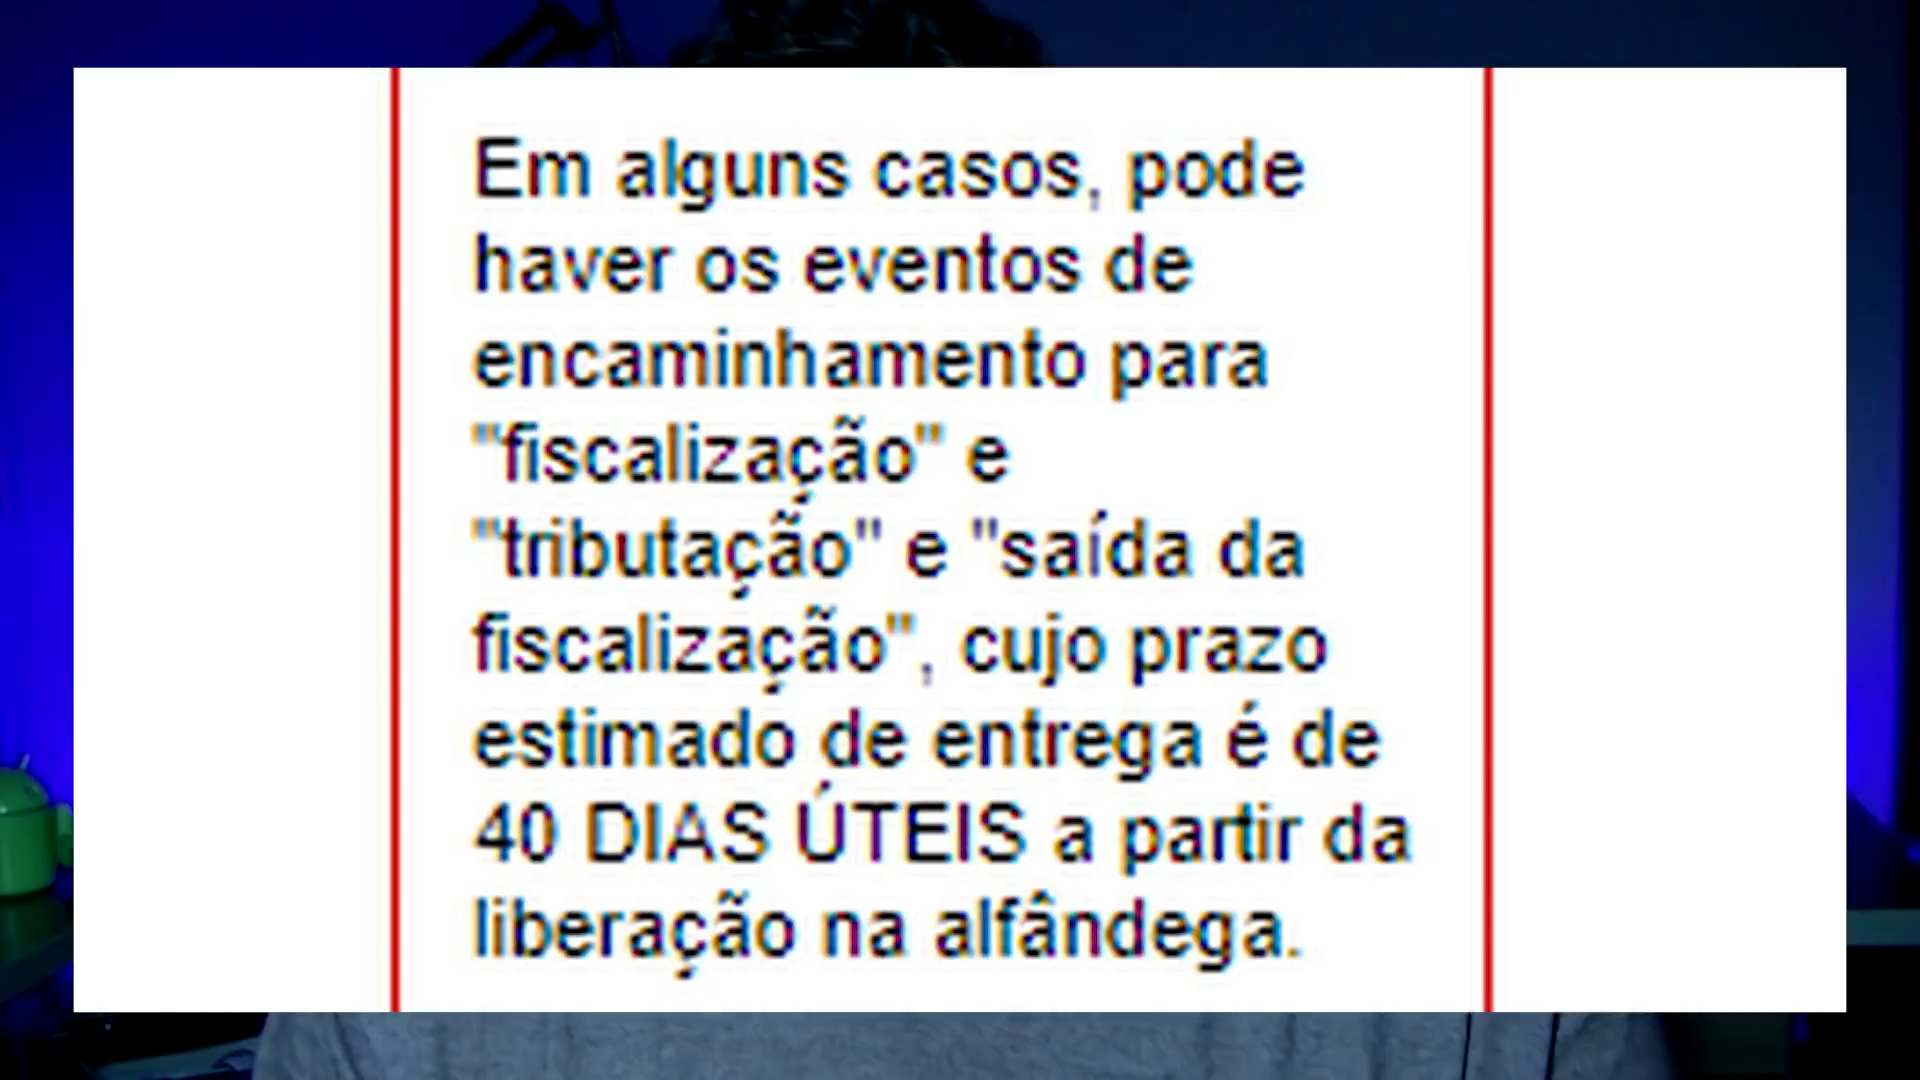 Em alguns casos, pode
haver os eventos de
encaminhamento para
"fiscalização" e
"tributação" e "saída da
fiscalização", cujo prazo
estimado de entrega é de
40 DIAS ÚTEIS a partir da
liberação na alfândega.